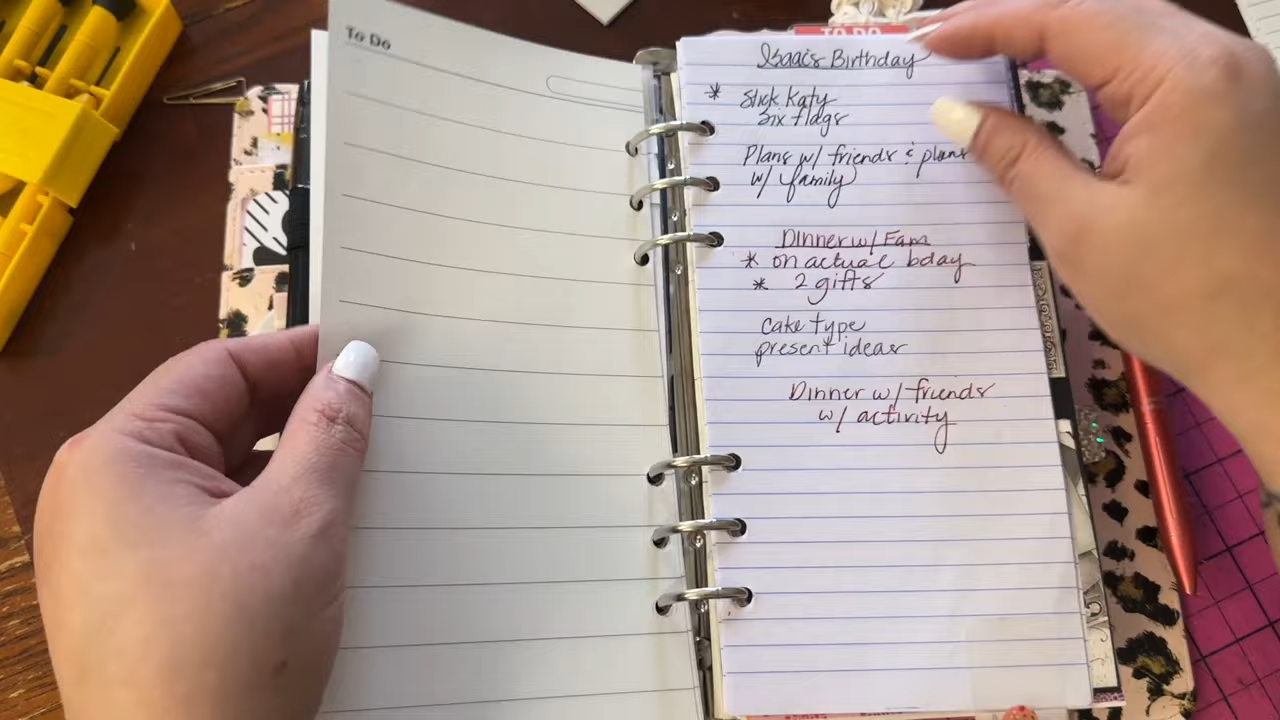 To Do
TO DO
Isaac's Birthday
* Stick Katy
Six flags
Plans w/ friends & plans
w/ family
Dinner w/ Fam
* on actual bday
* 2 gifts
cake type
present ideas
Dinner w/ friends
w/ activity